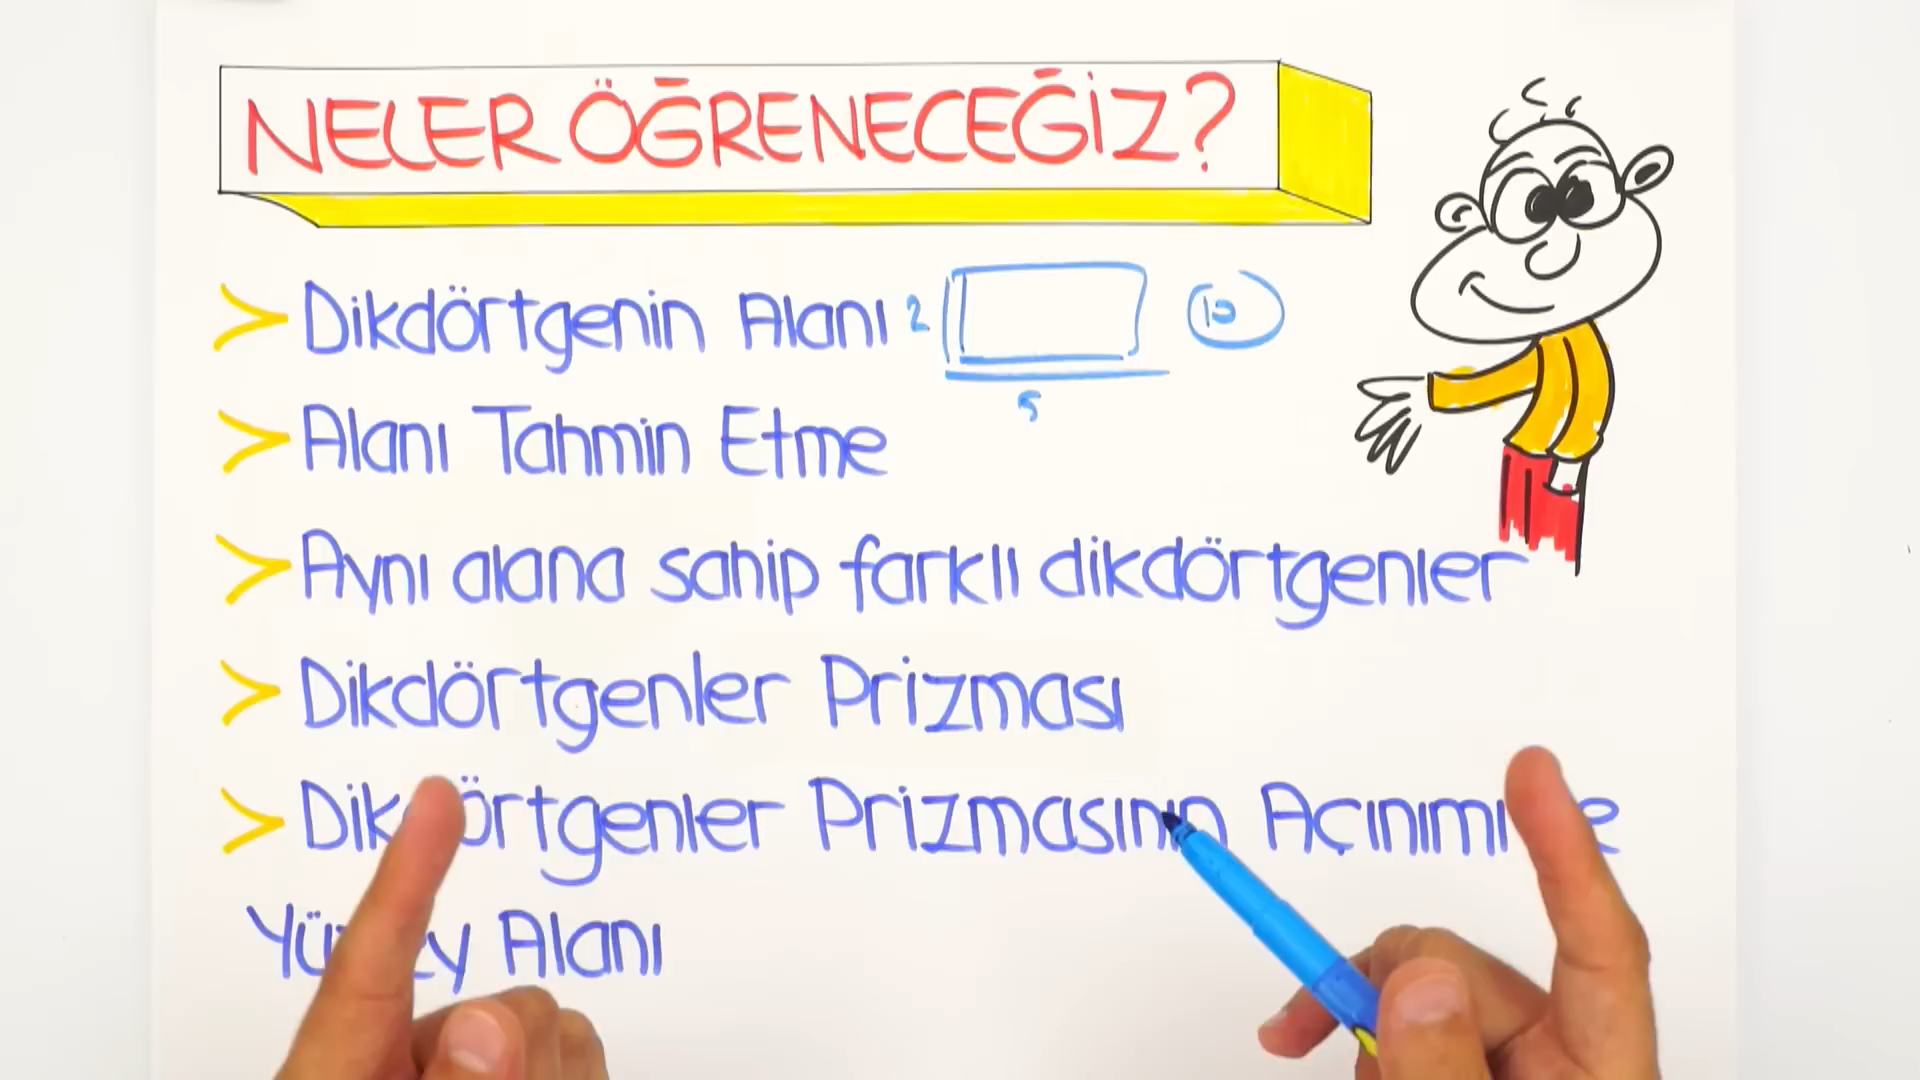 NELER ÖĞRENECEĞİZ?
Dikdörtgenin Alanı 2 10
5
Alanı Tahmin Etme
Aynı alana sahip farklı dikdörtgenler
Dikdörtgenler Prizması
Dikdörtgenler Prizmasının Açınımı
Alanı